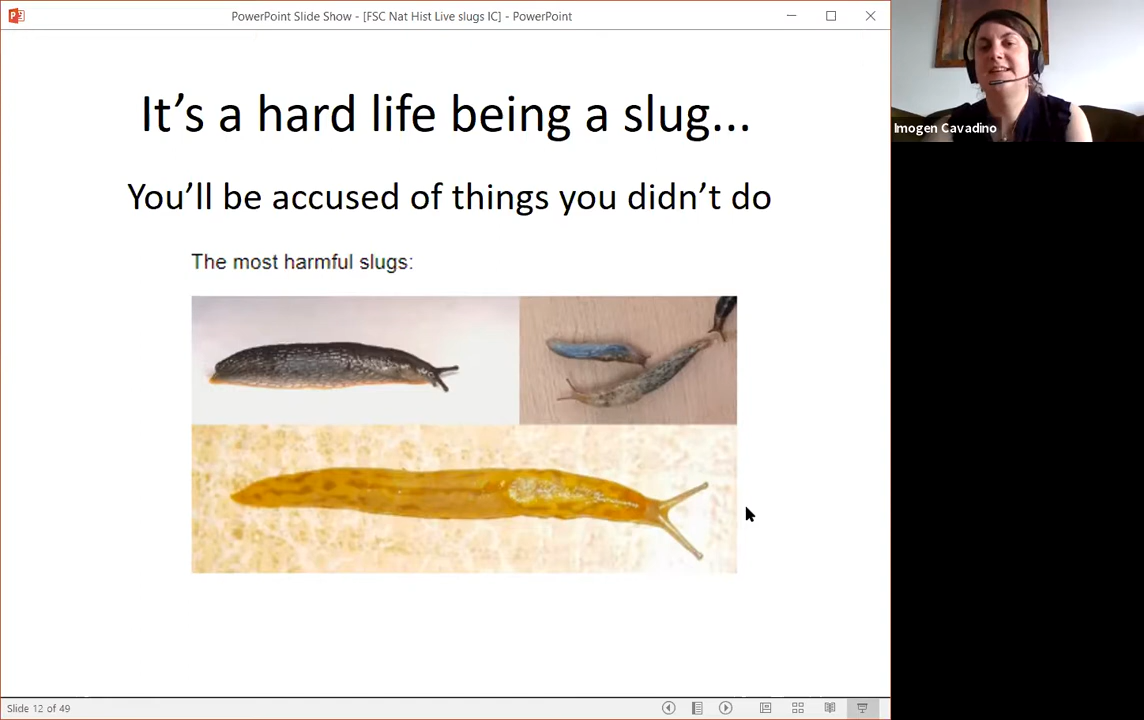 PowerPoint Slide Show - [FSC Nat Hist Live slugs IC] - PowerPoint
It's a hard life being a slug...
You'll be accused of things you didn't do
The most harmful slugs:
Imogen Cavadino
Slide 12 of 49